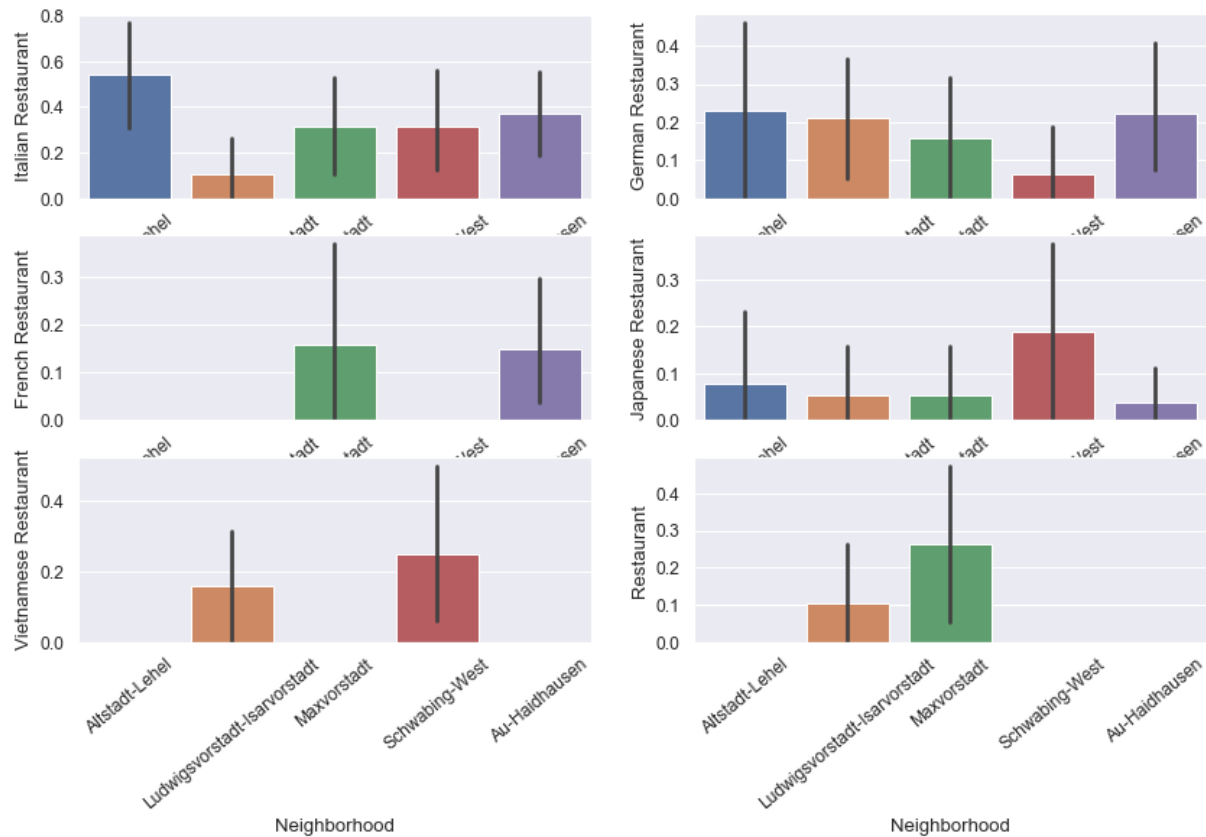 Italian Restaurant
0.8
0.6
0.4
0.2
0.0
German Restaurant
0.4
0.3
0.2
0.1
0.0
French Restaurant
0.3
0.2
0.1
0.0
Japanese Restaurant
0.3
0.2
0.1
0.0
Vietnamese Restaurant
0.4
0.2
0.0
Altstadt-Lehel
Ludwigsvorstadt-Isarvorstadt
Maxvorstadt
Schwabing-West
Au-Haidhausen
Neighborhood
Restaurant
0.5
0.4
0.3
0.2
0.1
0.0
Altstadt-Lehel
Ludwigsvorstadt-Isarvorstadt
Maxvorstadt
Schwabing-West
Au-Haidhausen
Neighborhood